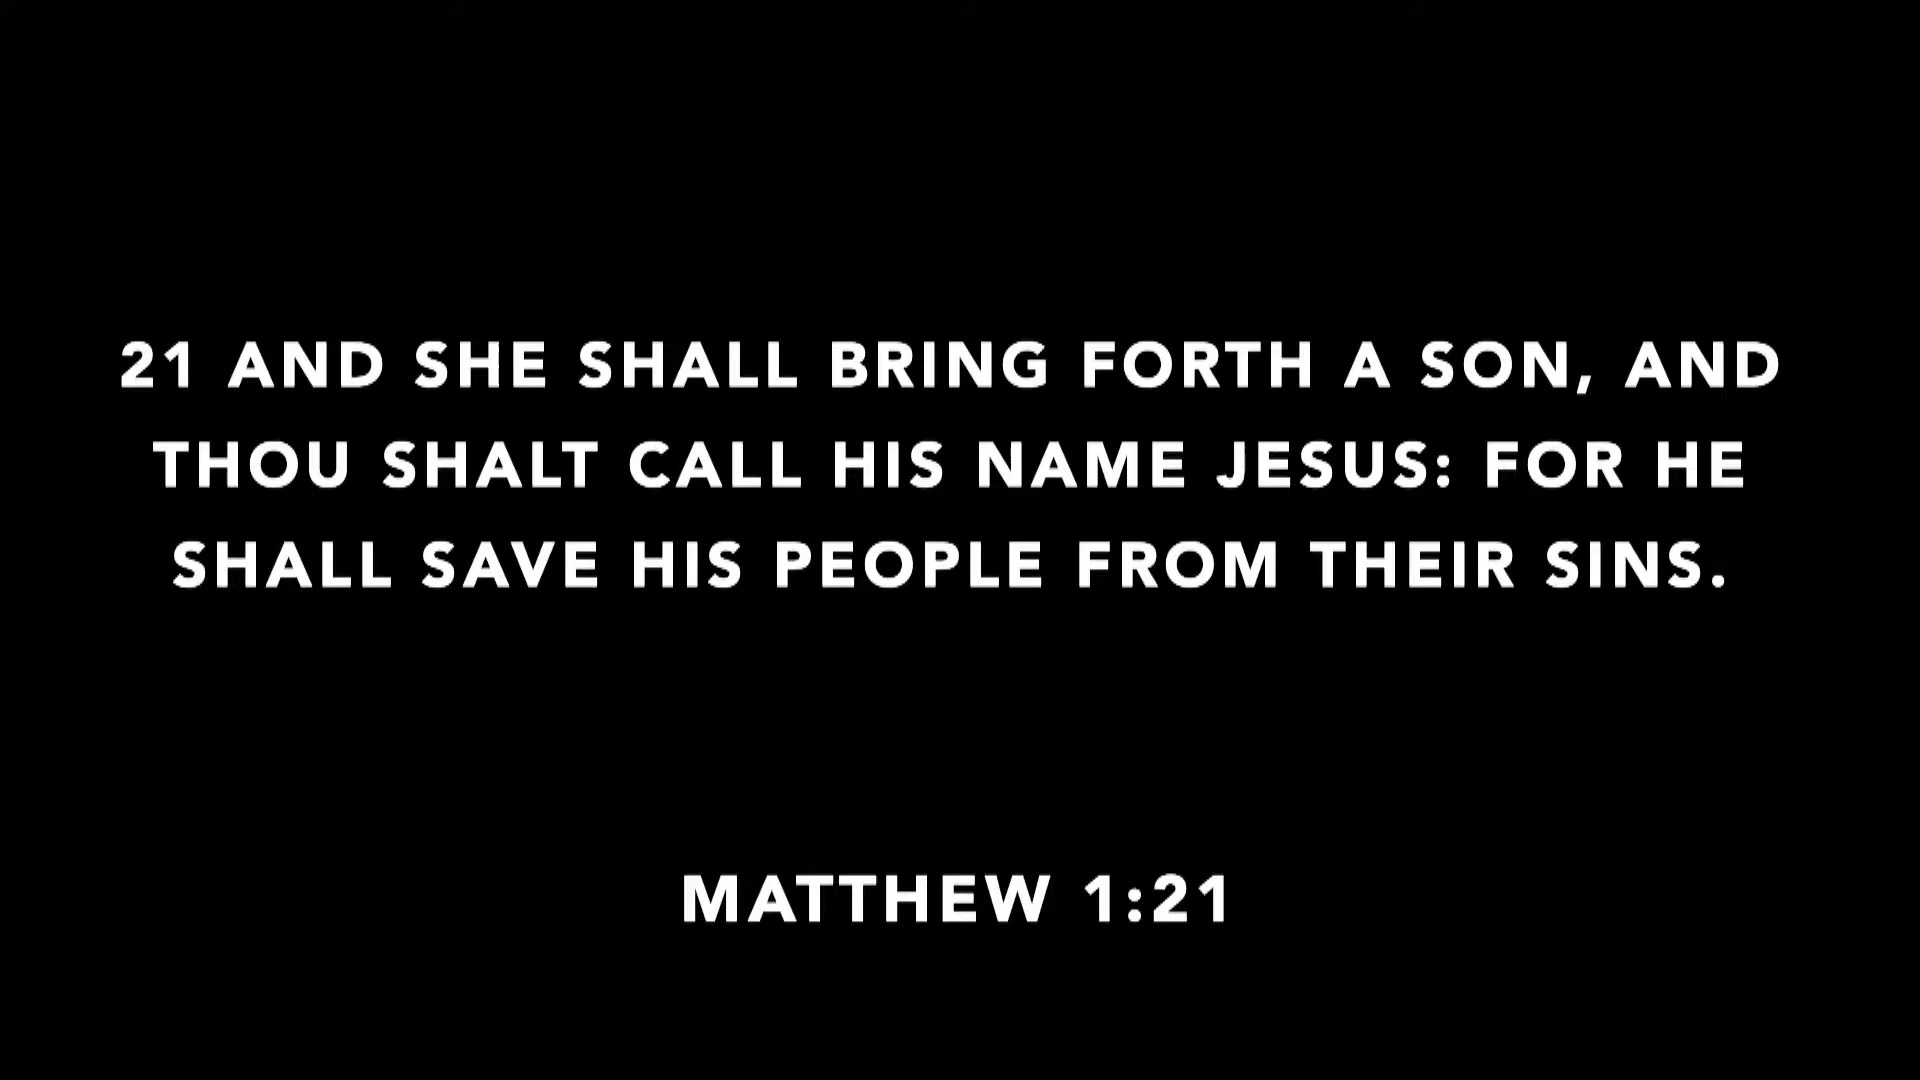 21 AND SHE SHALL BRING FORTH A SON, AND
THOU SHALT CALL HIS NAME JESUS: FOR HE
SHALL SAVE HIS PEOPLE FROM THEIR SINS.
MATTHEW 1:21